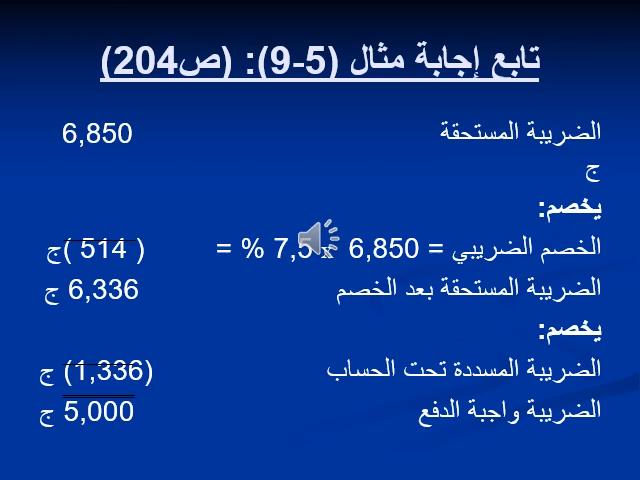 تابع إجابة مثال (5-9): (ص204)
الضريبة المستحقة 6,850
ج
يخصم:
الخصم الضريبي = 6,850 x 7,5 % = ( 514 )ج
الضريبة المستحقة بعد الخصم 6,336 ج
يخصم:
الضريبة المسددة تحت الحساب (1,336) ج
الضريبة واجبة الدفع 5,000 ج